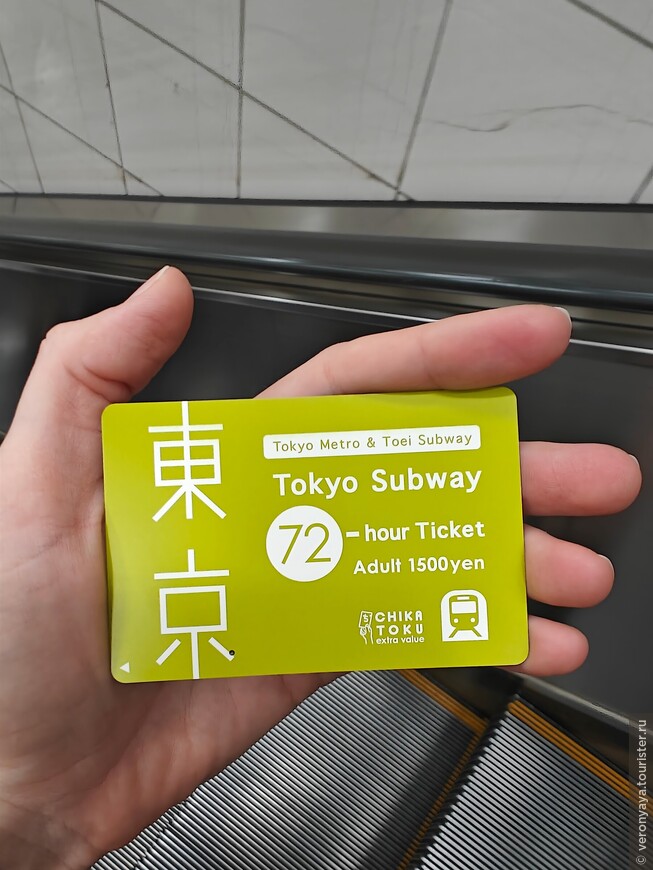 東京
Tokyo Metro & Toei Subway
Tokyo Subway
72-hour Ticket
Adult 1500yen
CHIKA
TOKU
extra value
© veronyaya.tourister.ru